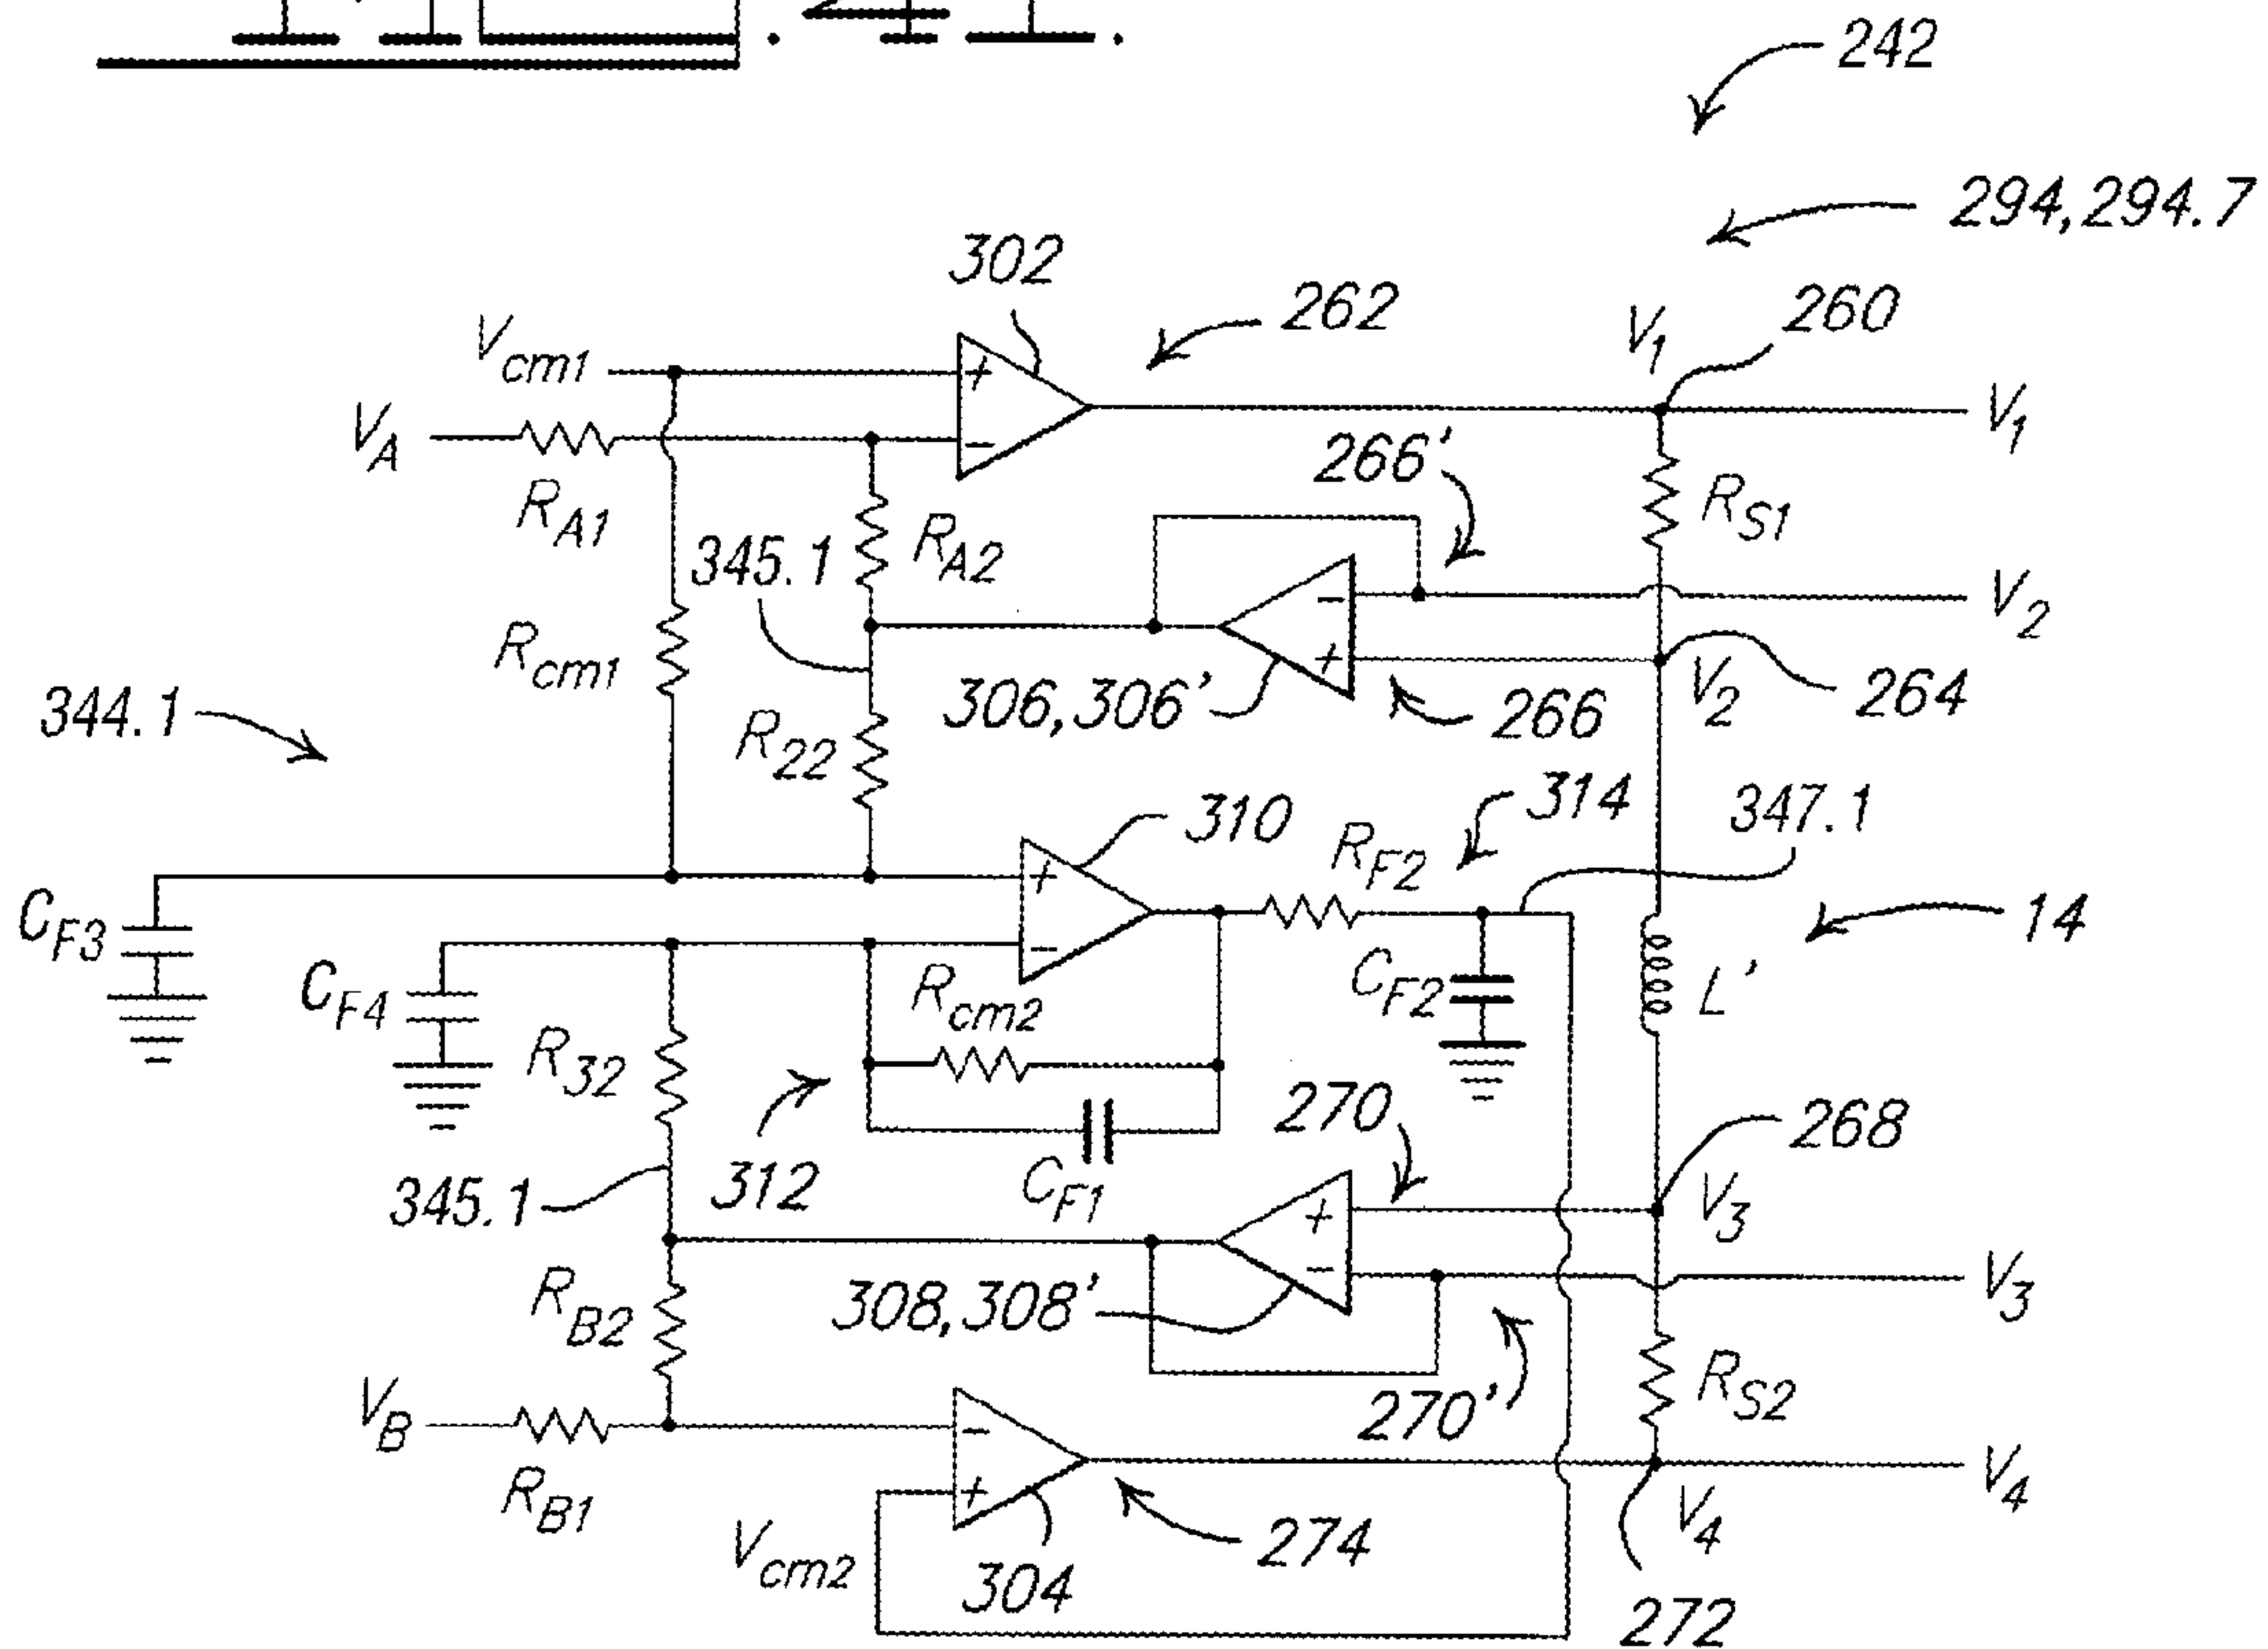 242
294,294.7
302
262
V1
260
Vcm1
VA
V1
+
−
RA1
266'
RS1
345.1
RA2
V2
−
+
Rcm1
306,306'
266
V2
264
344.1
R22
310
314
347.1
RF2
+
−
CF3
14
CF4
Rcm2
CF2
L'
R32
270
268
312
CF1
V3
345.1
+
−
V3
RB2
308,308'
270'
RS2
VB
−
+
RB1
V4
V4
Vcm2
304
274
272